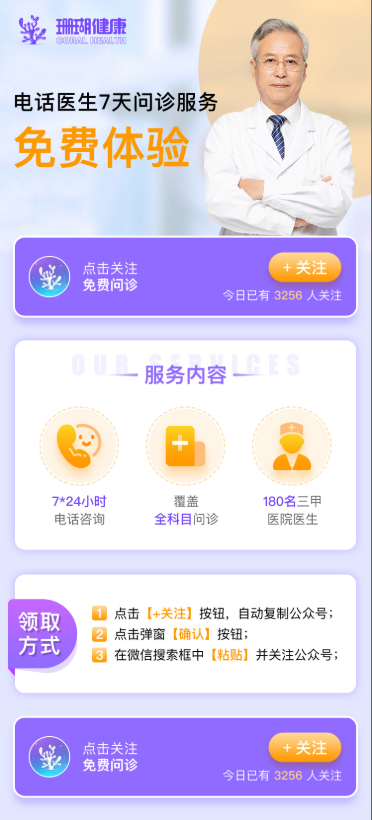 珊瑚健康
CORAL HEALTH
电话医生7天问诊服务
免费体验
点击关注
免费问诊
+ 关注
今日已有 3256 人关注
OUR SERVICES
服务内容
7*24小时
电话咨询
覆盖
全科目问诊
180名三甲
医院医生
领取
方式
1 点击【+关注】按钮，自动复制公众号；
2 点击弹窗【确认】按钮；
3 在微信搜索框中【粘贴】并关注公众号；
点击关注
免费问诊
+ 关注
今日已有 3256 人关注